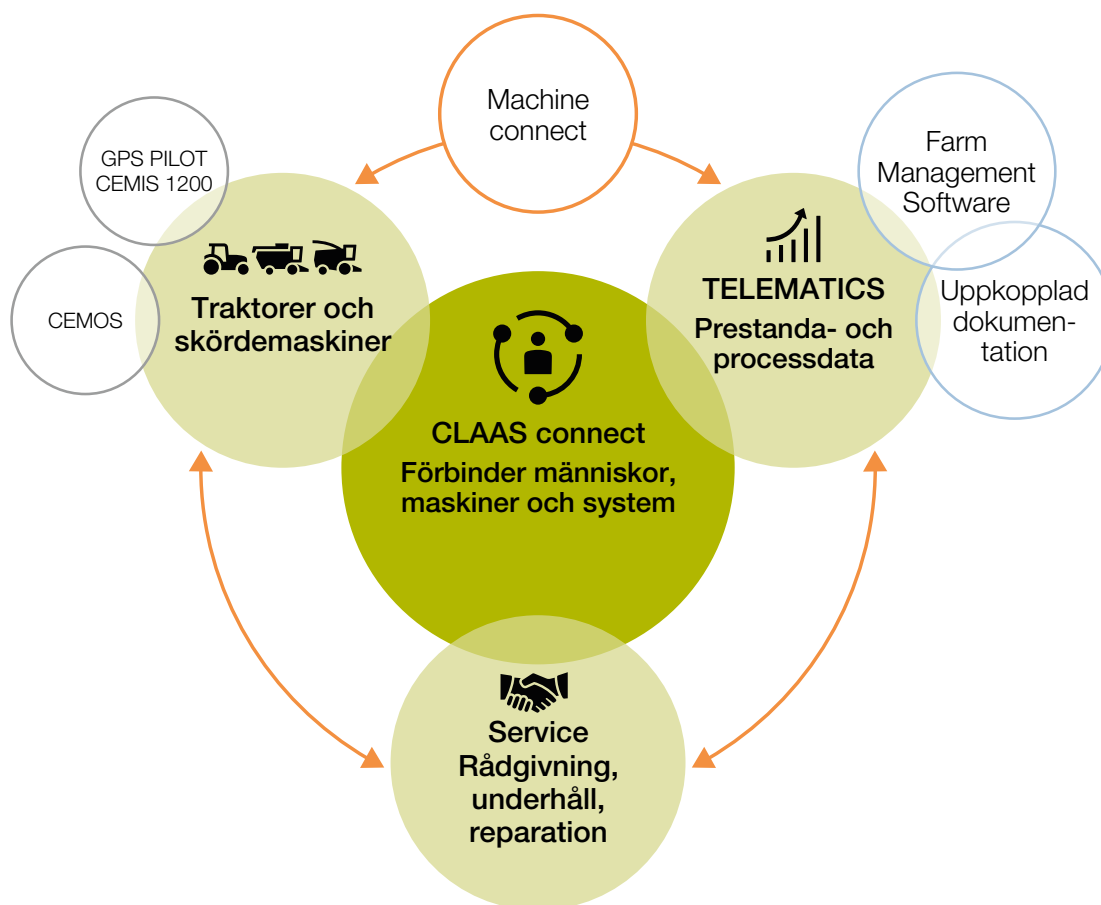 Machine
connect
GPS PILOT
CEMIS 1200
Farm
Management
Software
CEMOS
Traktorer och
skördemaskiner
TELEMATICS
Prestanda- och
processdata
Uppkopplad
dokumen-
tation
CLAAS connect
Förbinder människor,
maskiner och system
Service
Rådgivning,
underhåll,
reparation